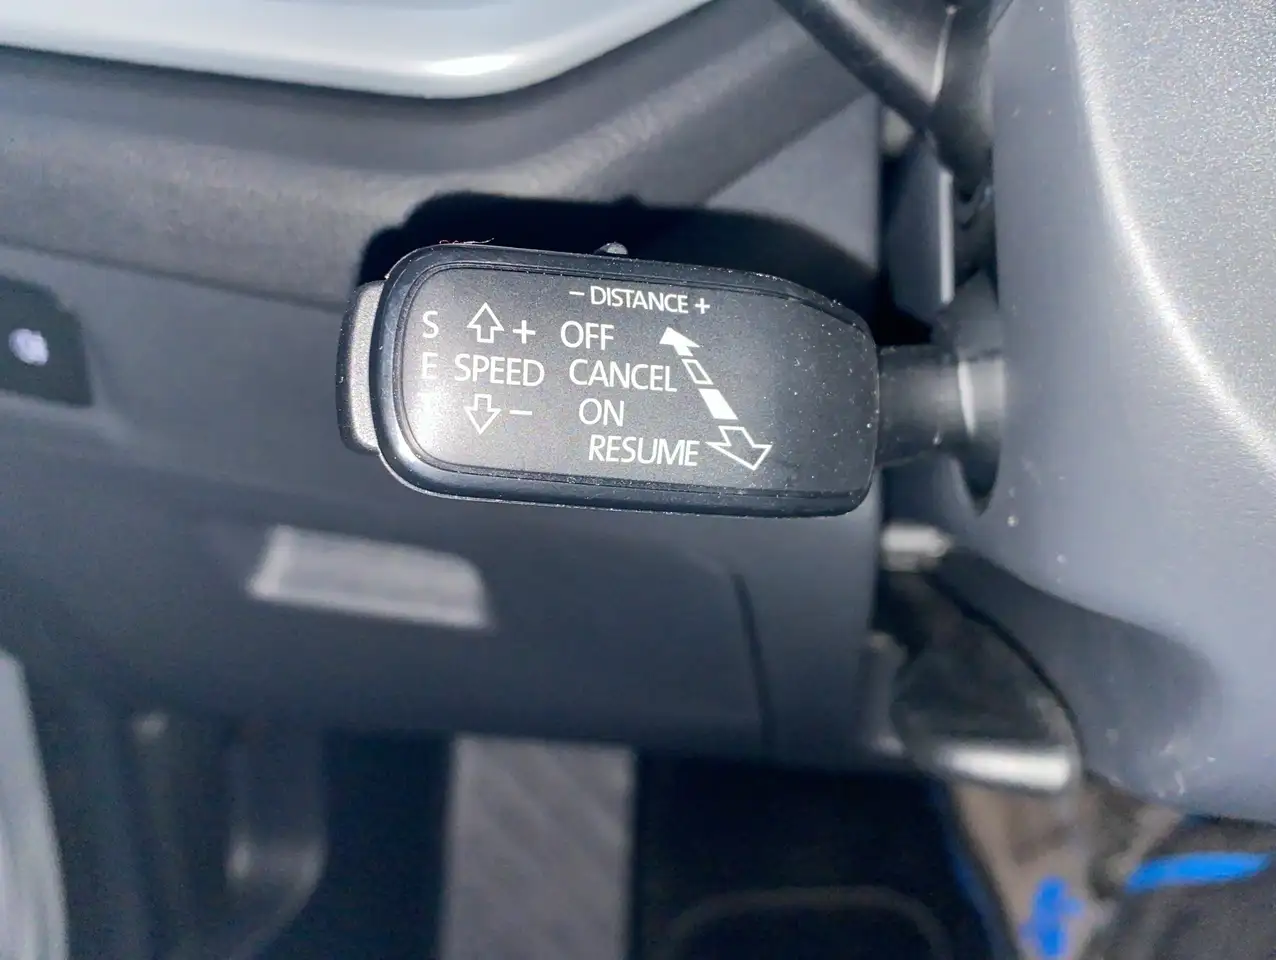 - DISTANCE +
S + OFF
E SPEED CANCEL
T - ON
RESUME